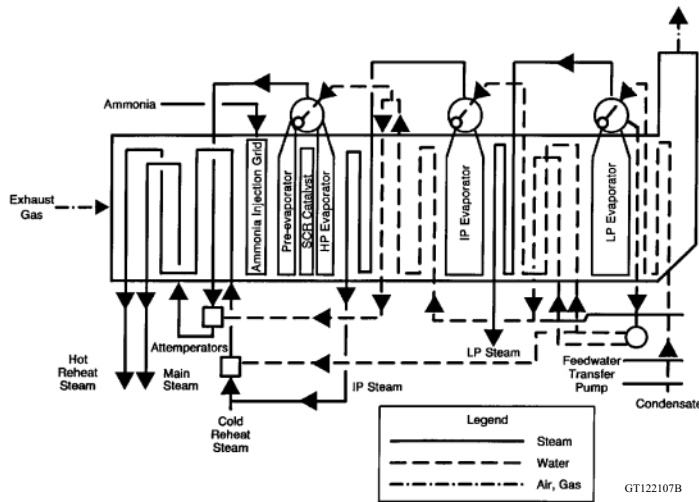 Ammonia
Exhaust
Gas
Ammonia Injection Grid
Pre-evaporator
SCR Catalyst
HP Evaporator
IP Evaporator
LP Evaporator
Attemperators
Hot
Reheat
Steam
Main
Steam
Cold
Reheat
Steam
IP Steam
LP Steam
Feedwater
Transfer
Pump
Condensate
Legend
Steam
Water
Air, Gas
GT122107B